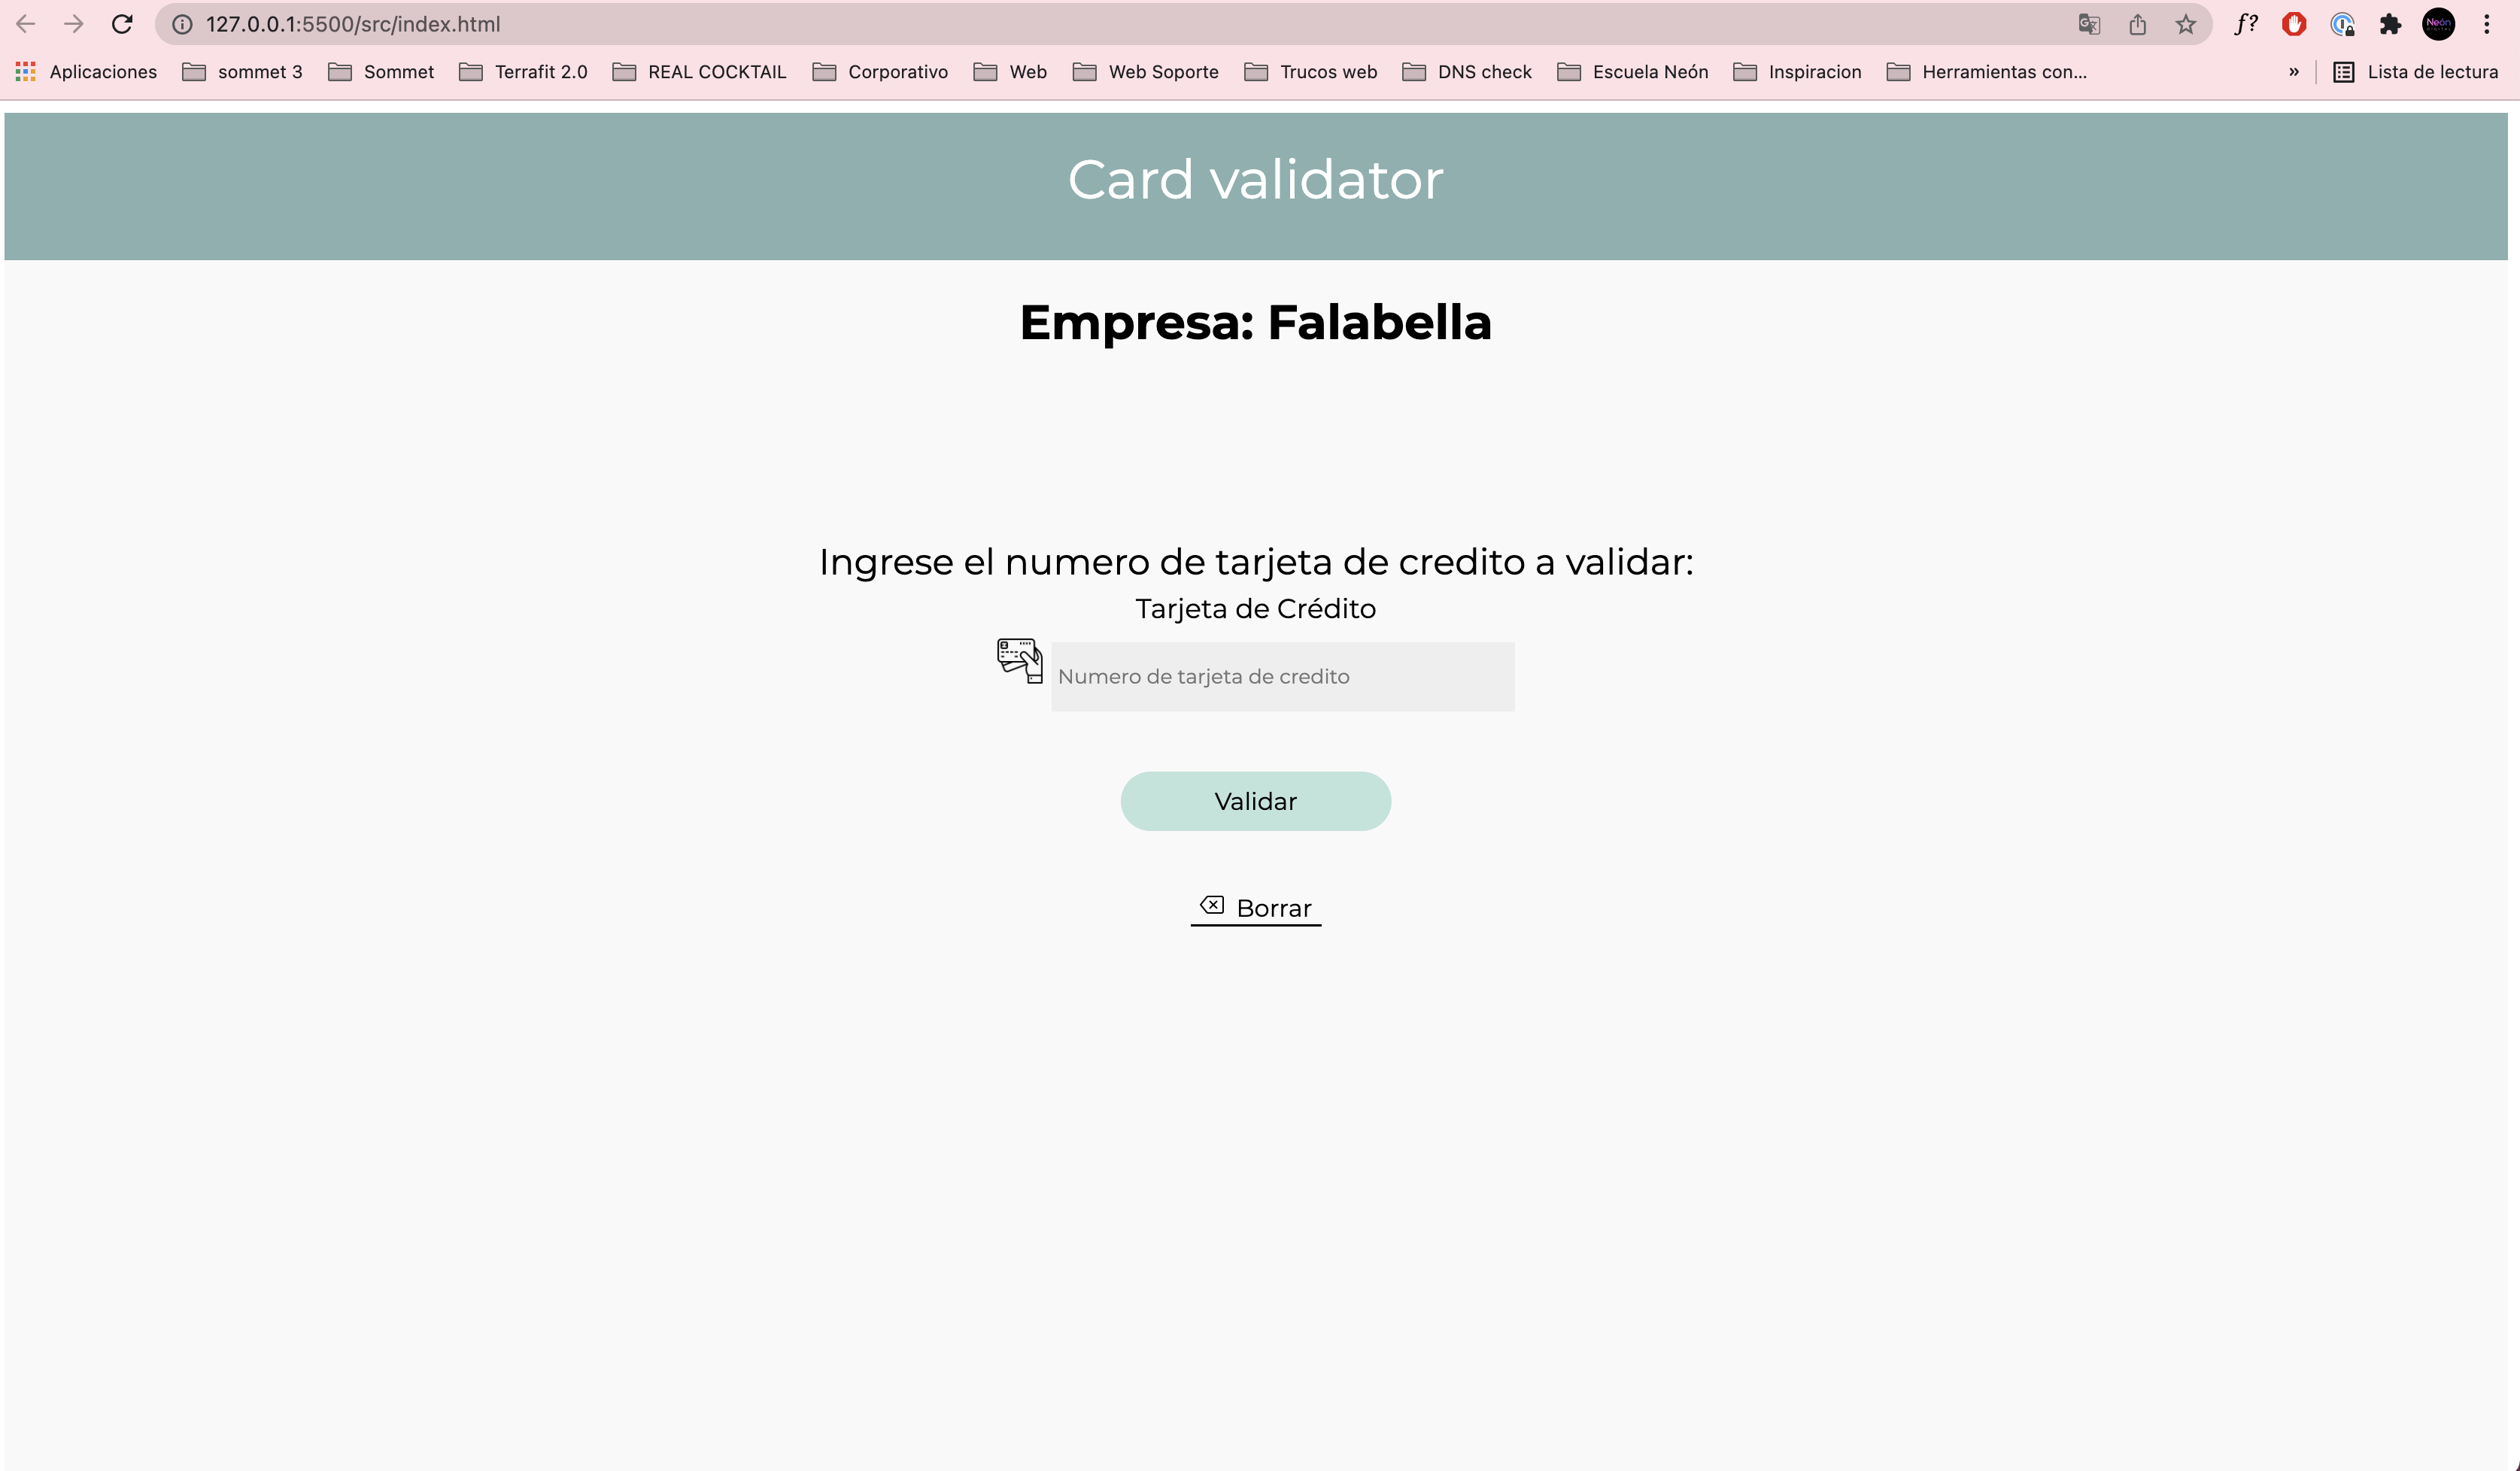 127.0.0.1:5500/src/index.html f?
Aplicaciones sommet 3 Sommet Terrafit 2.0 REAL COCKTAIL Corporativo Web Web Soporte Trucos web DNS check Escuela Neón Inspiracion Herramientas con... » Lista de lectura
Card validator
Empresa: Falabella
Ingrese el numero de tarjeta de credito a validar:
Tarjeta de Crédito
Numero de tarjeta de credito
Validar
Borrar